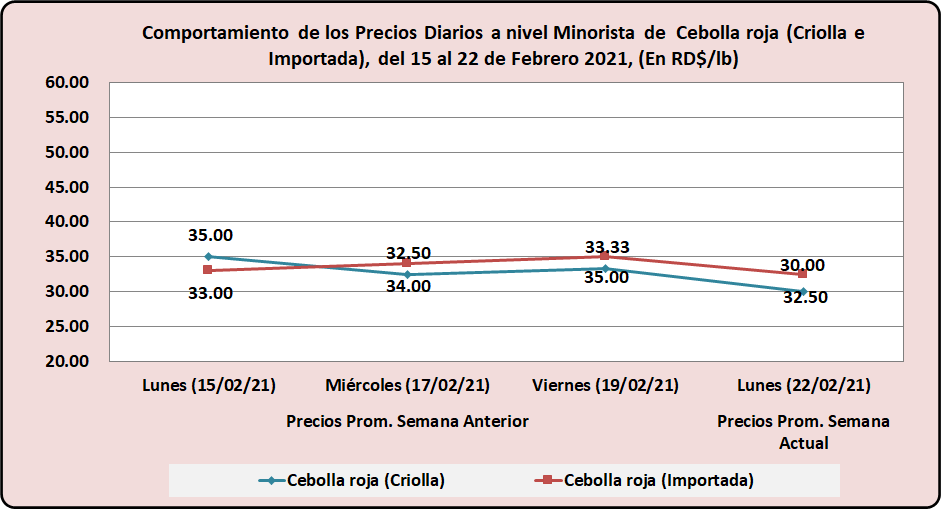 Comportamiento de los Precios Diarios a nivel Minorista de Cebolla roja (Criolla e
Importada), del 15 al 22 de Febrero 2021, (En RD$/lb)
60.00
55.00
50.00
45.00
40.00
35.00
30.00
25.00
20.00
35.00
32.50
33.33
30.00
33.00
34.00
35.00
32.50
Lunes (15/02/21)
Miércoles (17/02/21)
Viernes (19/02/21)
Lunes (22/02/21)
Precios Prom. Semana Anterior
Precios Prom. Semana
Actual
Cebolla roja (Criolla)
Cebolla roja (Importada)